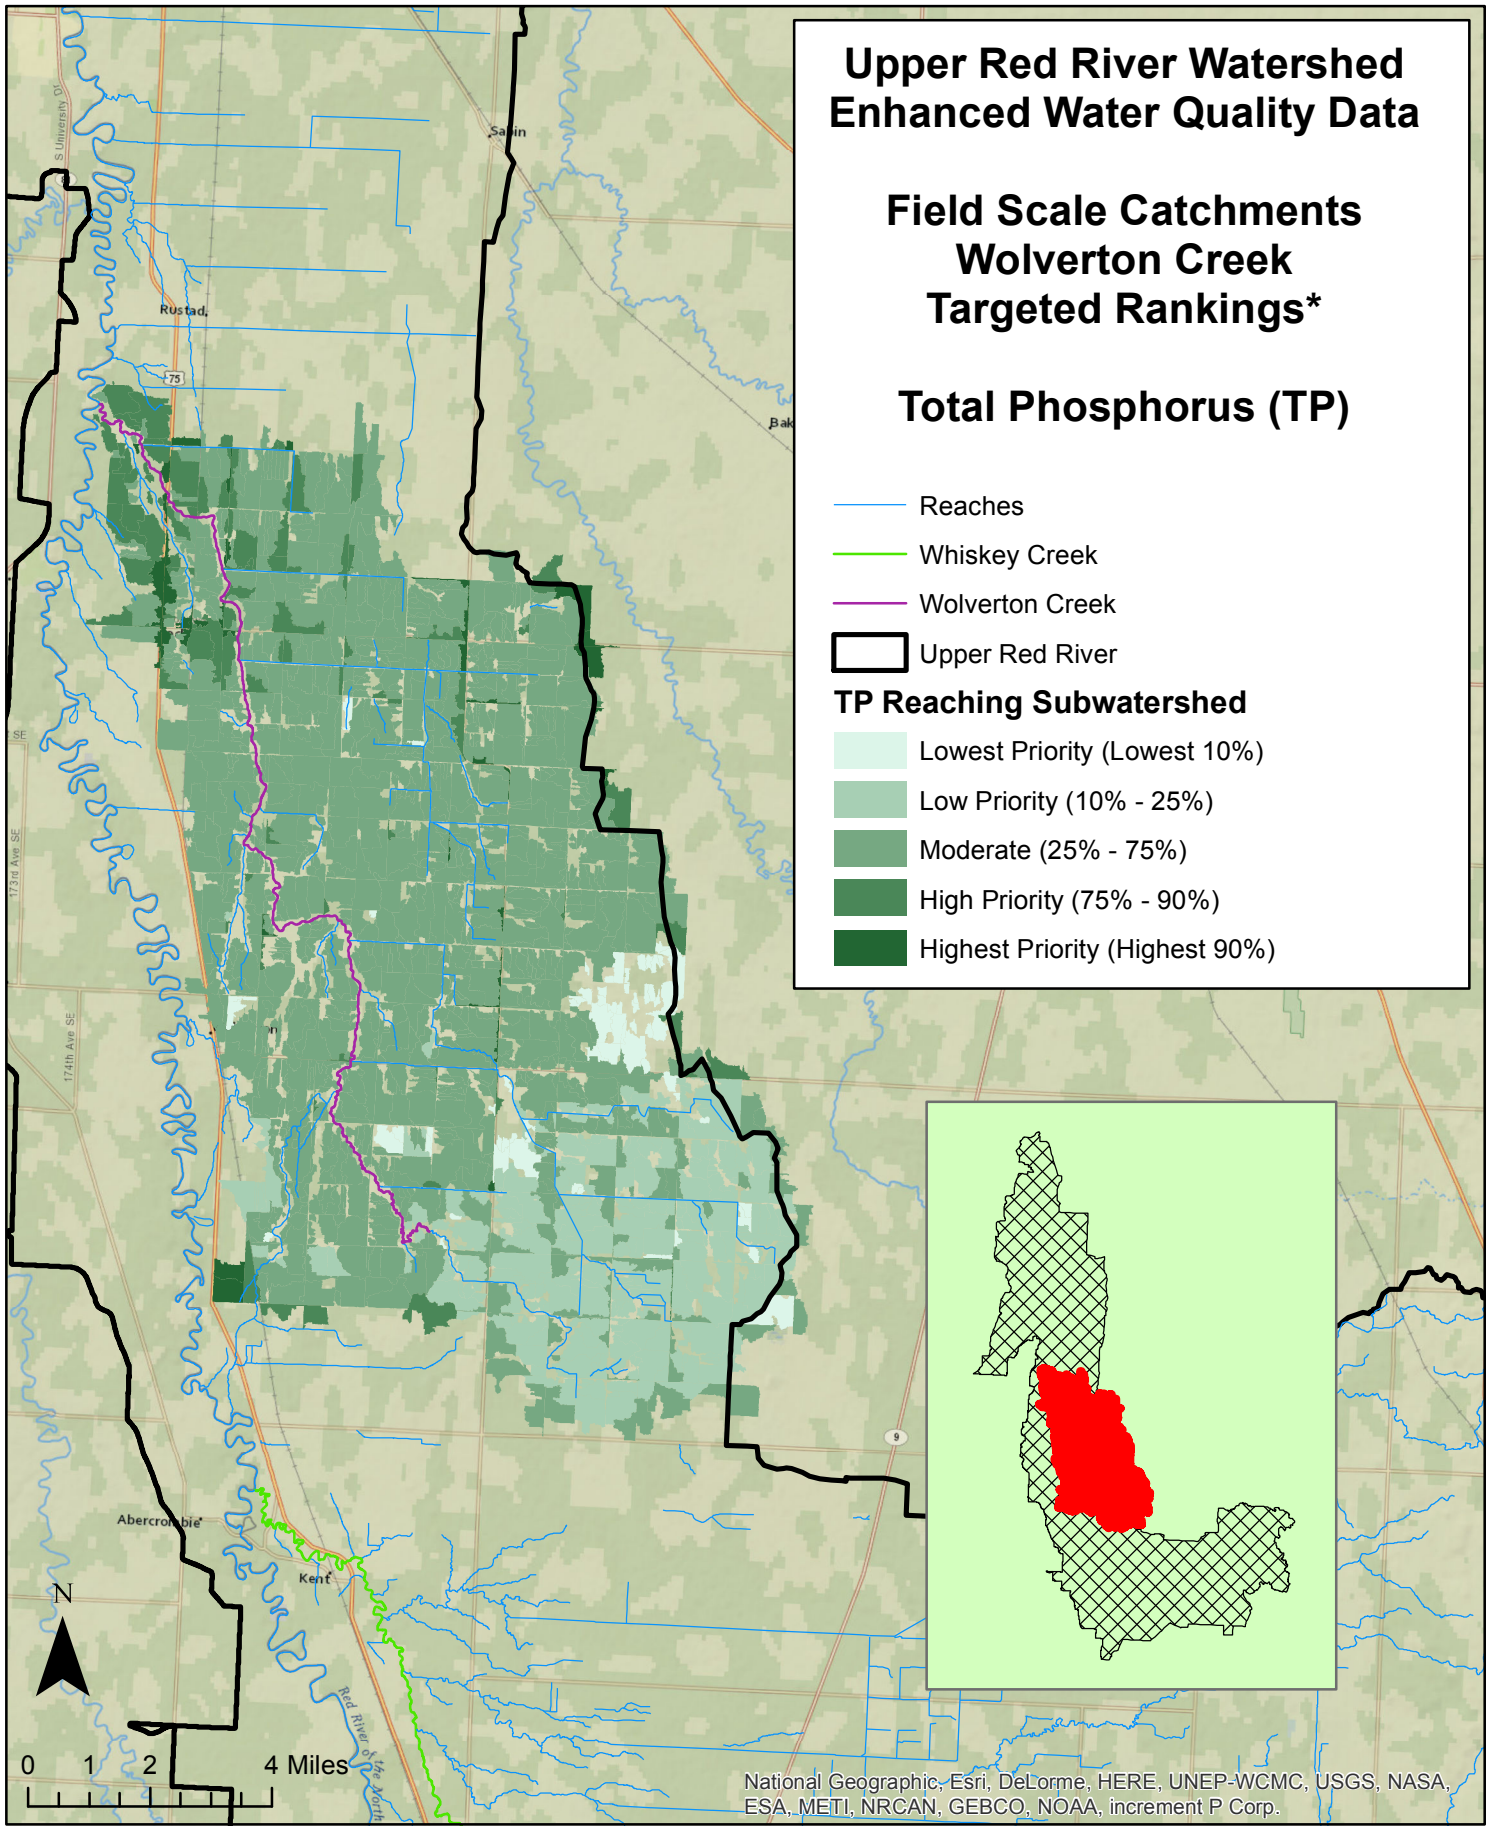 Upper Red River Watershed
Enhanced Water Quality Data
Field Scale Catchments
Wolverton Creek
Targeted Rankings*
Total Phosphorus (TP)
Reaches
Whiskey Creek
Wolverton Creek
Upper Red River
TP Reaching Subwatershed
Lowest Priority (Lowest 10%)
Low Priority (10% - 25%)
Moderate (25% - 75%)
High Priority (75% - 90%)
Highest Priority (Highest 90%)
S University Dr
Sabin
Rustad
75
Bak
SE
173rd Ave SE
174th Ave SE
on
9
Abercrombie
Kent
N
Red River of the North
0 1 2 4 Miles
National Geographic, Esri, DeLorme, HERE, UNEP-WCMC, USGS, NASA,
ESA, METI, NRCAN, GEBCO, NOAA, increment P Corp.